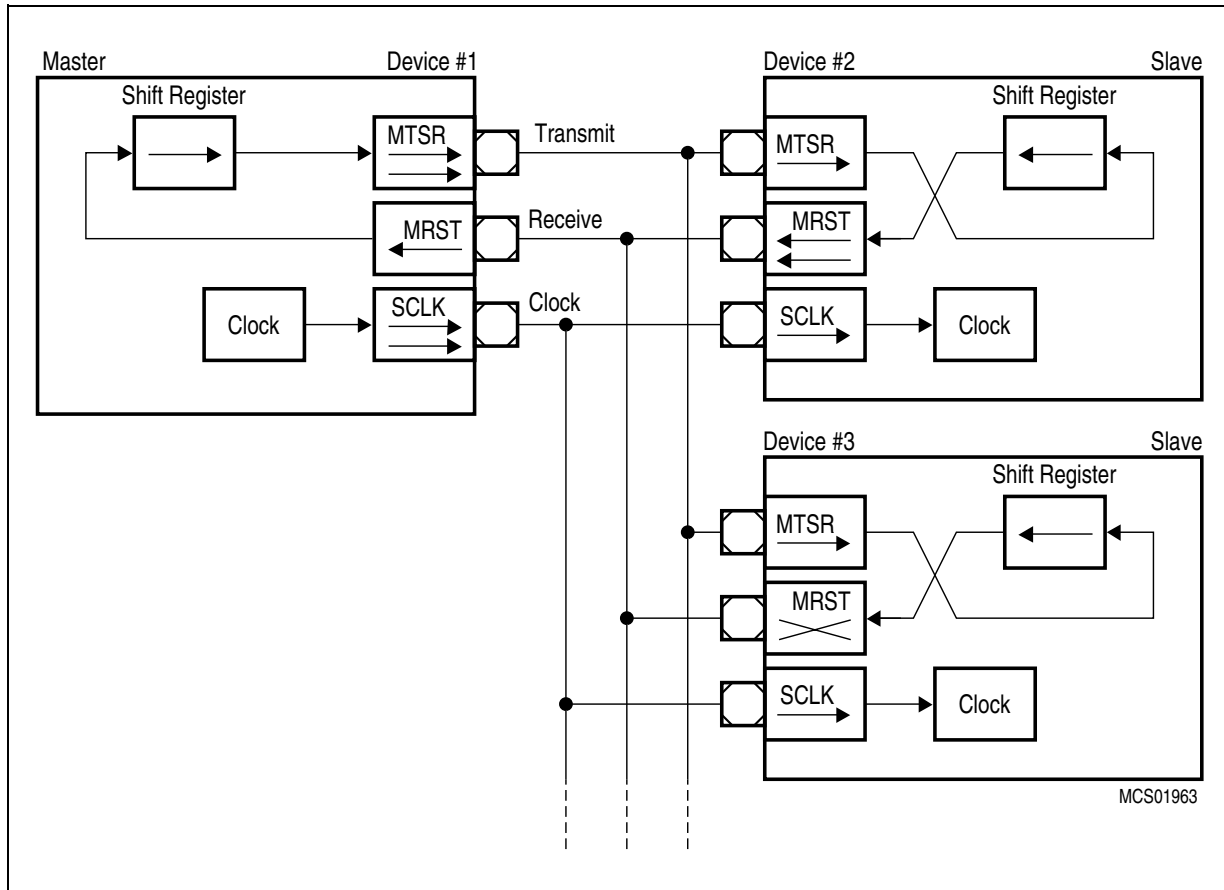 Master Device #1
Shift Register
MTSR
Transmit
MRST
Receive
Clock
SCLK
Clock
Device #2 Slave
Shift Register
MTSR
MRST
SCLK
Clock
Device #3 Slave
Shift Register
MTSR
MRST
SCLK
Clock
MCS01963